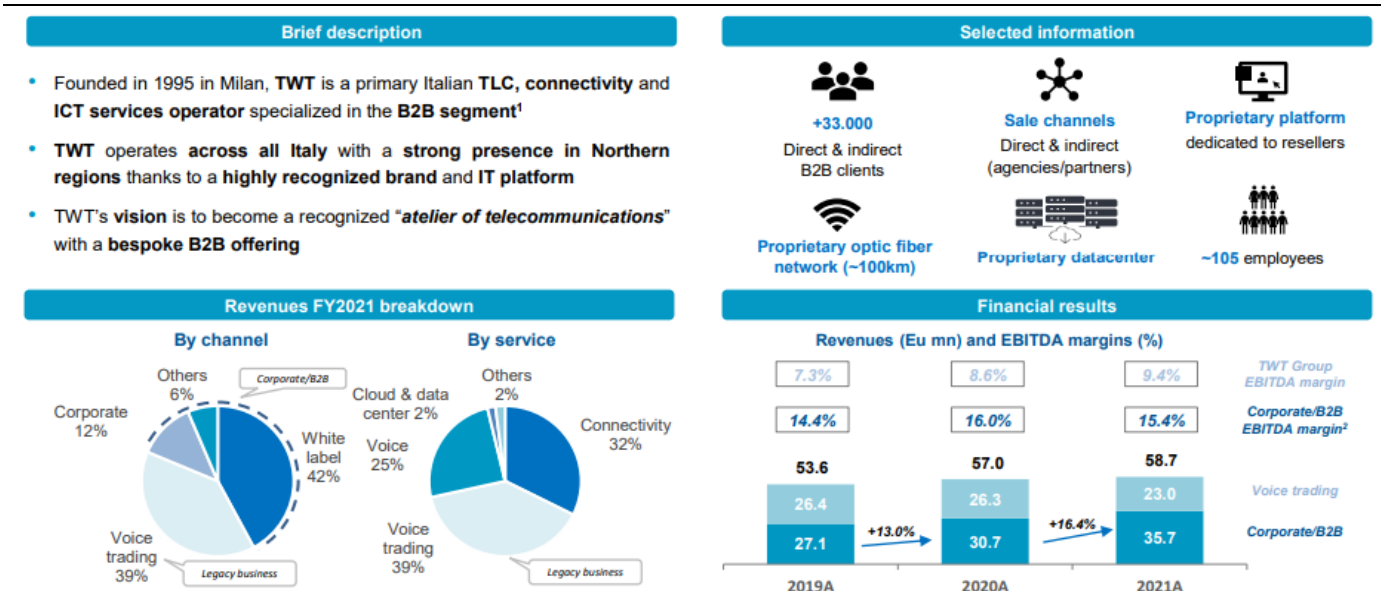 Brief description
• Founded in 1995 in Milan, TWT is a primary Italian TLC, connectivity and
ICT services operator specialized in the B2B segment¹
• TWT operates across all Italy with a strong presence in Northern
regions thanks to a highly recognized brand and IT platform
• TWT's vision is to become a recognized “atelier of telecommunications”
with a bespoke B2B offering
Selected information
+33.000
Direct & indirect
B2B clients
Sale channels
Direct & indirect
(agencies/partners)
Proprietary platform
dedicated to resellers
Proprietary optic fiber
network (~100km)
Proprietary datacenter
~105 employees
Revenues FY2021 breakdown
By channel
Others
6%
Corporate/B2B
Corporate
12%
White
label
42%
Voice
trading
39%
Legacy business
By service
Others
2%
Cloud & data
center 2%
Connectivity
32%
Voice
25%
Voice
trading
39%
Legacy business
Financial results
Revenues (Eu mn) and EBITDA margins (%)
7.3%
8.6%
9.4%
TWT Group
EBITDA margin
14.4%
16.0%
15.4%
Corporate/B2B
EBITDA margin²
53.6
57.0
58.7
26.4
26.3
23.0
Voice trading
27.1
+13.0%
30.7
+16.4%
35.7
Corporate/B2B
2019A
2020A
2021A